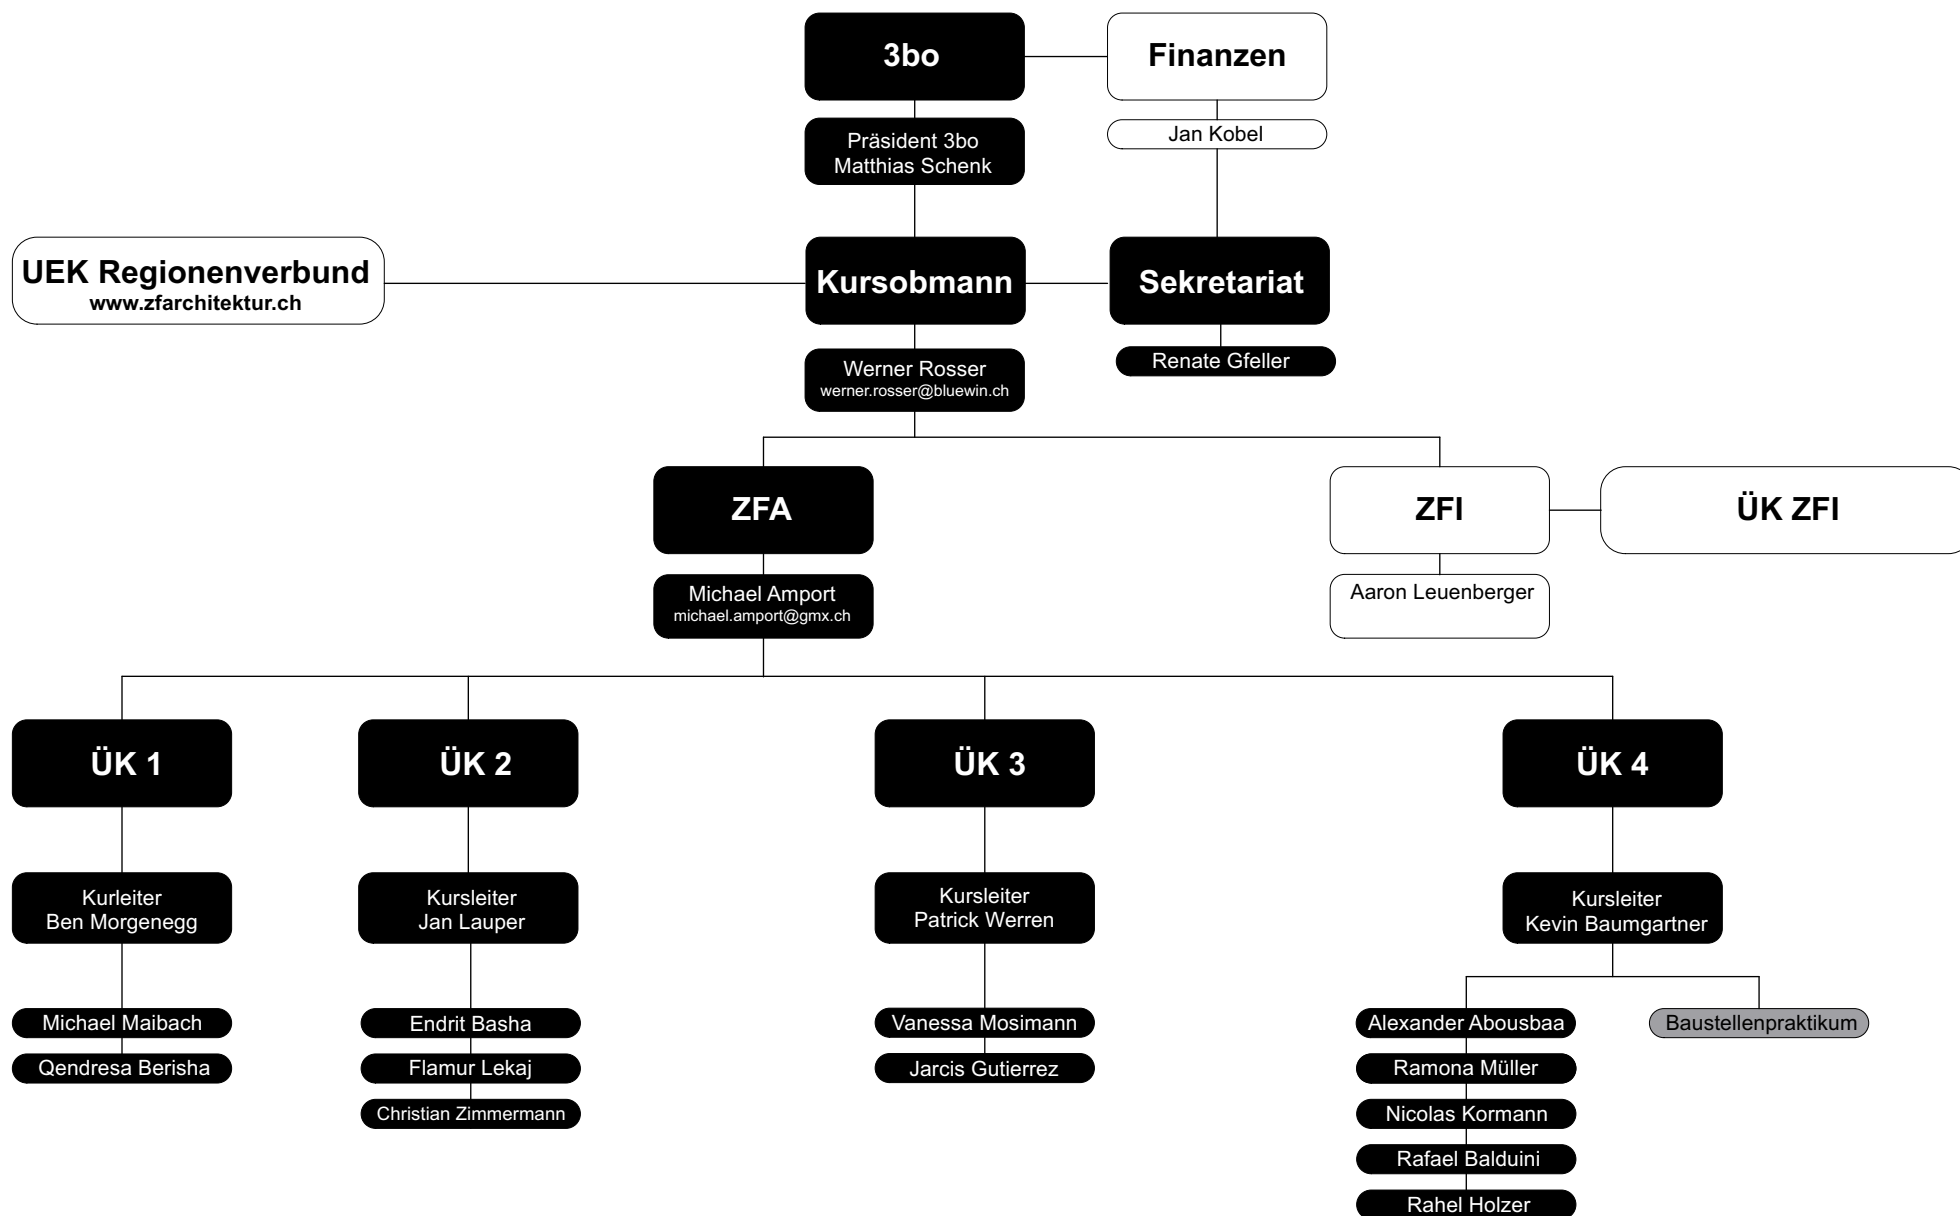 3bo
Finanzen
Präsident 3bo
Matthias Schenk
Jan Kobel
UEK Regionenverbund
www.zfarchitektur.ch
Kursobmann
Sekretariat
Werner Rosser
werner.rosser@bluewin.ch
Renate Gfeller
ZFA
ZFI
ÜK ZFI
Michael Amport
michael.amport@gmx.ch
Aaron Leuenberger
ÜK 1
ÜK 2
ÜK 3
ÜK 4
Kurleiter
Ben Morgenegg
Kursleiter
Jan Lauper
Kursleiter
Patrick Werren
Kursleiter
Kevin Baumgartner
Michael Maibach
Qendresa Berisha
Endrit Basha
Flamur Lekaj
Christian Zimmermann
Vanessa Mosimann
Jarcis Gutierrez
Alexander Abousbaa
Ramona Müller
Nicolas Kormann
Rafael Balduini
Rahel Holzer
Baustellenpraktikum